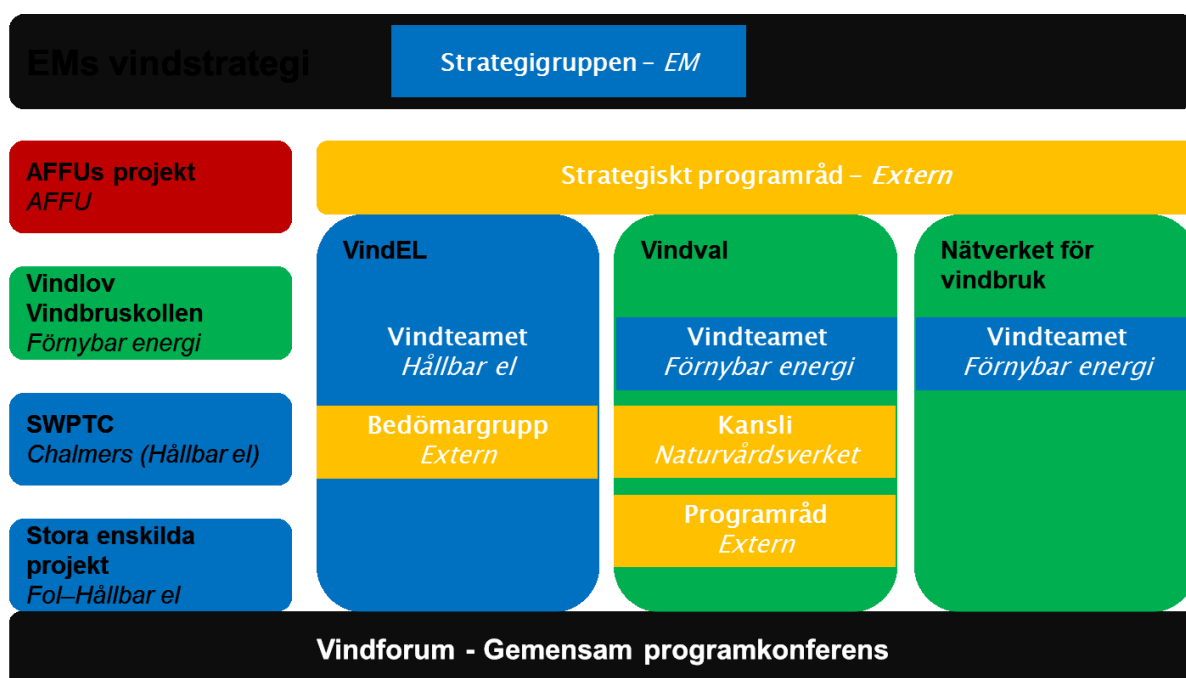 EMs vindstrategi
Strategigruppen – EM
AFFUs projekt
AFFU
Strategiskt programråd – Extern
Vindlov
Vindbruskollen
Förnybar energi
SWPTC
Chalmers (Hållbar el)
Stora enskilda
projekt
FoI–Hållbar el
VindEL
Vindteamet
Hållbar el
Bedömargrupp
Extern
Vindval
Vindteamet
Förnybar energi
Kansli
Naturvårdsverket
Programråd
Extern
Nätverket för
vindbruk
Vindteamet
Förnybar energi
Vindforum - Gemensam programkonferens